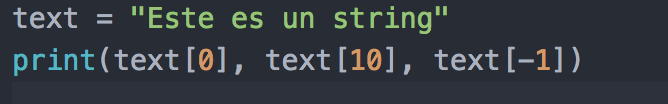 text = "Este es un string"
print(text[0], text[10], text[-1])